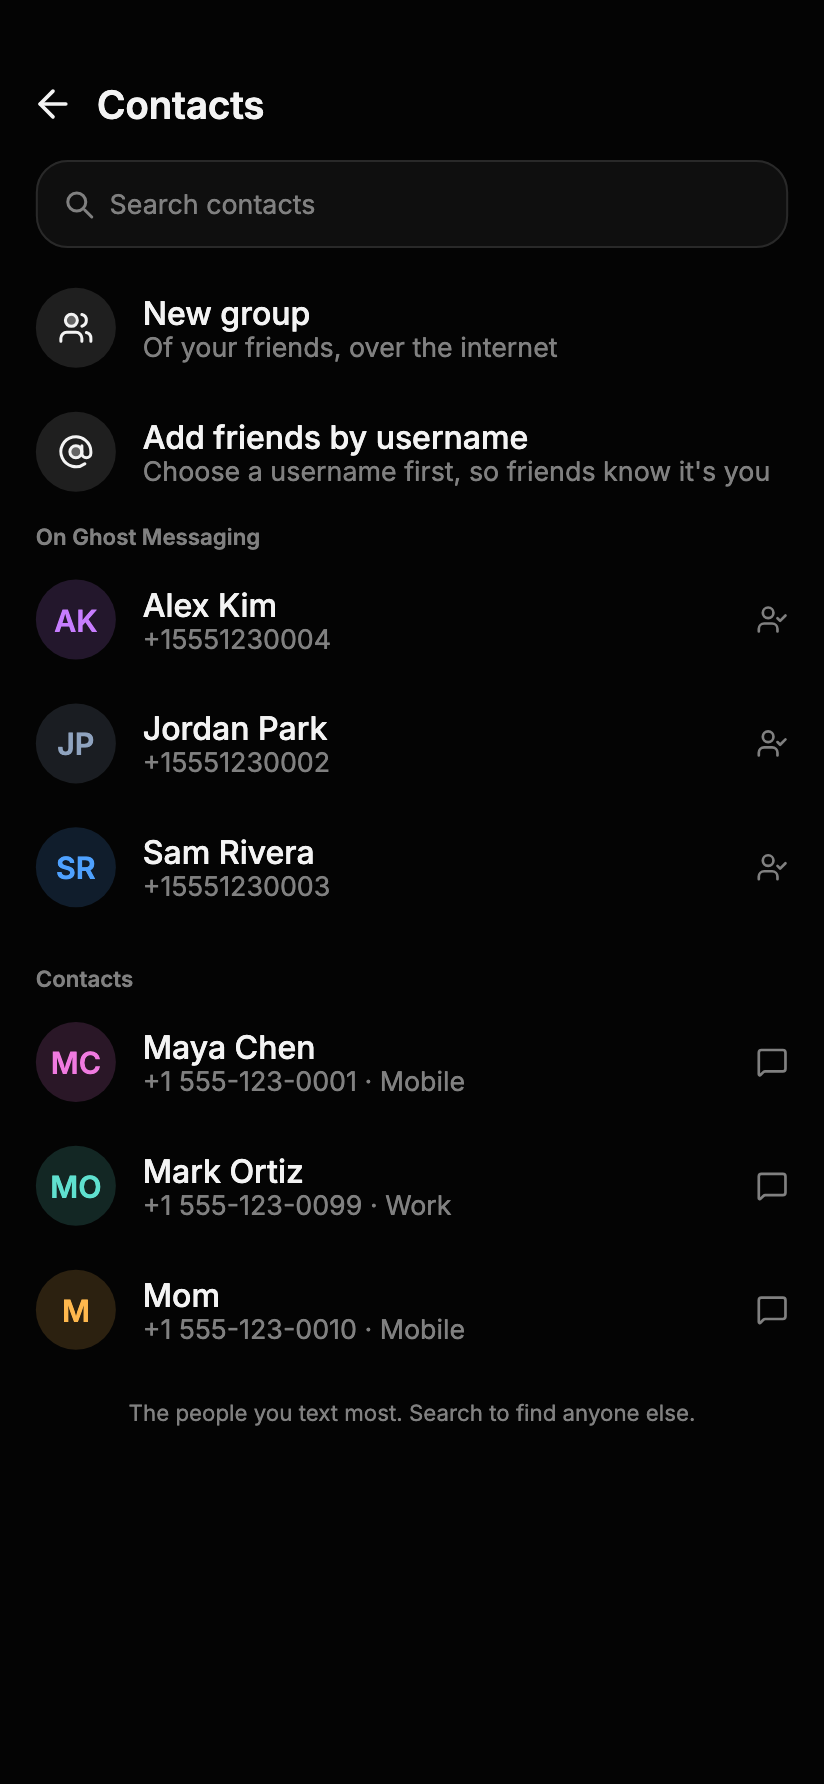 Contacts
Search contacts
New group
Of your friends, over the internet
Add friends by username
Choose a username first, so friends know it's you
On Ghost Messaging
AK
Alex Kim
+15551230004
JP
Jordan Park
+15551230002
SR
Sam Rivera
+15551230003
Contacts
MC
Maya Chen
+1 555-123-0001 · Mobile
MO
Mark Ortiz
+1 555-123-0099 · Work
M
Mom
+1 555-123-0010 · Mobile
The people you text most. Search to find anyone else.